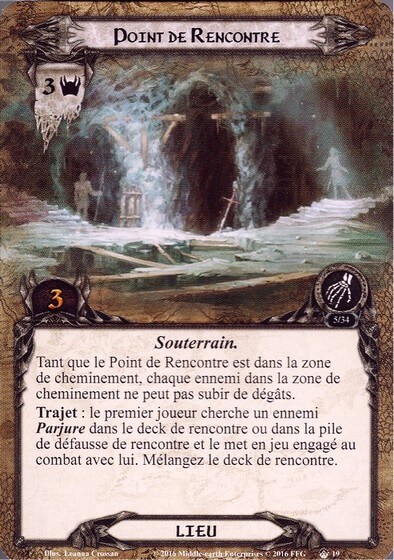 Point de Rencontre
3
3
5/34
Souterrain.
Tant que le Point de Rencontre est dans la zone
de cheminement, chaque ennemi dans la zone de
cheminement ne peut pas subir de dégâts.
Trajet : le premier joueur cherche un ennemi
Parjure dans le deck de rencontre ou dans la pile
de défausse de rencontre et le met en jeu engagé au
combat avec lui. Mélangez le deck de rencontre.
LIEU
Illus. Leanna Crossan
©2016 Middle-earth Enterprises © 2016 FFG
19